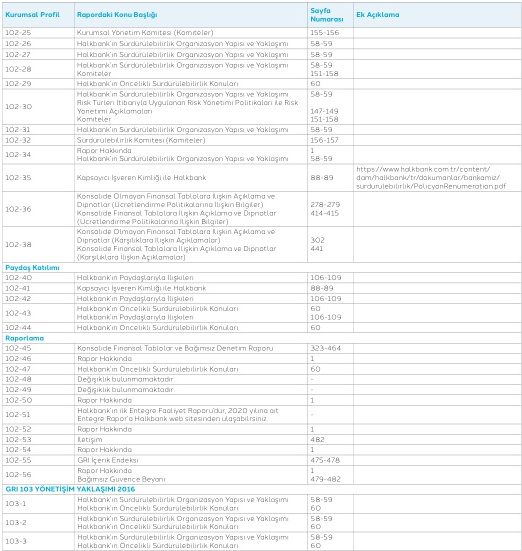 Kurumsal Profil Rapordaki Konu Başlığı Sayfa Numarası Ek Açıklama
102-25 Kurumsal Yönetim Komitesi (Komiteler) 155-156
102-26 Halkbank'ın Sürdürülebilirlik Organizasyon Yapısı ve Yaklaşımı 58-59
102-27 Halkbank'ın Sürdürülebilirlik Organizasyon Yapısı ve Yaklaşımı 58-59
102-28 Halkbank'ın Sürdürülebilirlik Organizasyon Yapısı ve Yaklaşımı 58-59
Komiteler 151-158
102-29 Halkbank'ın Öncelikli Sürdürülebilirlik Konuları 60
102-30 Halkbank'ın Sürdürülebilirlik Organizasyon Yapısı ve Yaklaşımı 58-59
Risk Türleri İtibarıyla Uygulanan Risk Yönetimi Politikaları ile Risk
Yönetimi Açıklamaları 147-149
Komiteler 151-158
102-31 Halkbank'ın Sürdürülebilirlik Organizasyon Yapısı ve Yaklaşımı 58-59
102-32 Sürdürülebilirlik Komitesi (Komiteler) 156-157
102-34 Rapor Hakkında 1
Halkbank'ın Sürdürülebilirlik Organizasyon Yapısı ve Yaklaşımı 58-59
102-35 Kapsayıcı İşveren Kimliği ile Halkbank 88-89 https://www.halkbank.com.tr/content/
dam/halkbank/tr/dokumanlar/bankamiz/
surdurulebilirlik/PolicyonRenumeration.pdf
102-36 Konsolide Olmayan Finansal Tablolara İlişkin Açıklama ve
Dipnotlar (Ücretlendirme Politikalarına İlişkin Bilgiler) 278-279
Konsolide Finansal Tablolara İlişkin Açıklama ve Dipnotlar 414-415
(Ücretlendirme Politikalarına İlişkin Bilgiler)
102-38 Konsolide Olmayan Finansal Tablolara İlişkin Açıklama ve
Dipnotlar (Karşılıklara İlişkin Açıklamalar) 302
Konsolide Finansal Tablolara İlişkin Açıklama ve Dipnotlar 441
(Karşılıklara İlişkin Açıklamalar)
Paydaş Katılımı
102-40 Halkbank'ın Paydaşlarıyla İlişkileri 106-109
102-41 Kapsayıcı İşveren Kimliği ile Halkbank 88-89
102-42 Halkbank'ın Paydaşlarıyla İlişkileri 106-109
102-43 Halkbank'ın Öncelikli Sürdürülebilirlik Konuları 60
Halkbank'ın Paydaşlarıyla İlişkileri 106-109
102-44 Halkbank'ın Öncelikli Sürdürülebilirlik Konuları 60
Raporlama
102-45 Konsolide Finansal Tablolar ve Bağımsız Denetim Raporu 323-464
102-46 Rapor Hakkında 1
102-47 Halkbank'ın Öncelikli Sürdürülebilirlik Konuları 60
102-48 Değişiklik bulunmamaktadır. -
102-49 Değişiklik bulunmamaktadır. -
102-50 Rapor Hakkında 1
102-51 Halkbank'ın ilk Entegre Faaliyet Raporu'dur, 2020 yılına ait
Entegre Rapor'a Halkbank web sitesinden ulaşabilirsiniz. -
102-52 Rapor Hakkında 1
102-53 İletişim 482
102-54 Rapor Hakkında 1
102-55 GRI İçerik Endeksi 475-478
102-56 Rapor Hakkında 1
Bağımsız Güvence Beyanı 479-482
GRI 103 YÖNETİŞİM YAKLAŞIMI 2016
103-1 Halkbank'ın Sürdürülebilirlik Organizasyon Yapısı ve Yaklaşımı 58-59
Halkbank'ın Öncelikli Sürdürülebilirlik Konuları 60
103-2 Halkbank'ın Sürdürülebilirlik Organizasyon Yapısı ve Yaklaşımı 58-59
Halkbank'ın Öncelikli Sürdürülebilirlik Konuları 60
103-3 Halkbank'ın Sürdürülebilirlik Organizasyon Yapısı ve Yaklaşımı 58-59
Halkbank'ın Öncelikli Sürdürülebilirlik Konuları 60